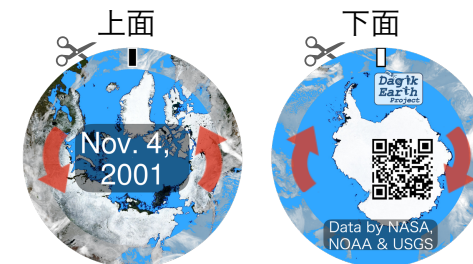 上面
下面
Nov. 4,
2001
Dagik
Earth
Project
Data by NASA,
NOAA & USGS